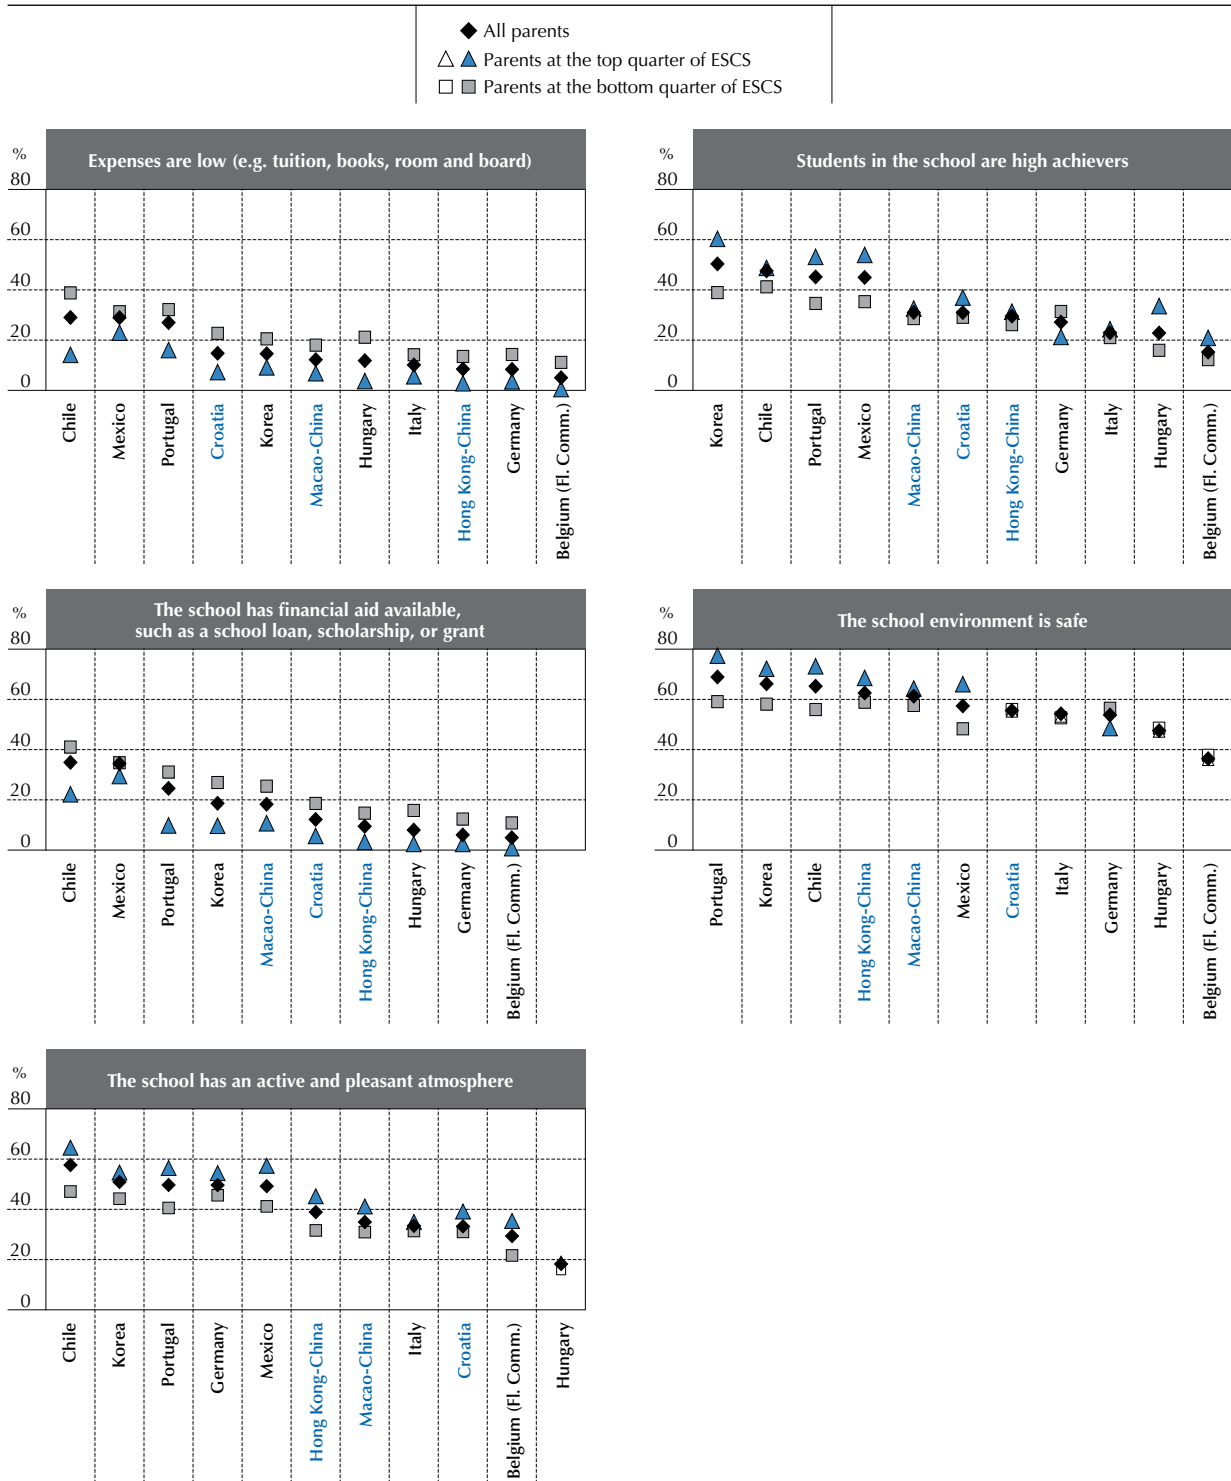 All parents
Parents at the top quarter of ESCS
Parents at the bottom quarter of ESCS
%
Expenses are low (e.g. tuition, books, room and board)
80
60
40
20
0
Chile
Mexico
Portugal
Croatia
Korea
Macao-China
Hungary
Italy
Hong Kong-China
Germany
Belgium (Fl. Comm.)
%
Students in the school are high achievers
80
60
40
20
0
Korea
Chile
Portugal
Mexico
Macao-China
Croatia
Hong Kong-China
Germany
Italy
Hungary
Belgium (Fl. Comm.)
%
The school has financial aid available,
such as a school loan, scholarship, or grant
80
60
40
20
0
Chile
Mexico
Portugal
Korea
Macao-China
Croatia
Hong Kong-China
Hungary
Germany
Belgium (Fl. Comm.)
%
The school environment is safe
80
60
40
20
0
Portugal
Korea
Chile
Hong Kong-China
Macao-China
Mexico
Croatia
Italy
Germany
Hungary
Belgium (Fl. Comm.)
%
The school has an active and pleasant atmosphere
80
60
40
20
0
Chile
Korea
Portugal
Germany
Mexico
Hong Kong-China
Macao-China
Italy
Croatia
Belgium (Fl. Comm.)
Hungary